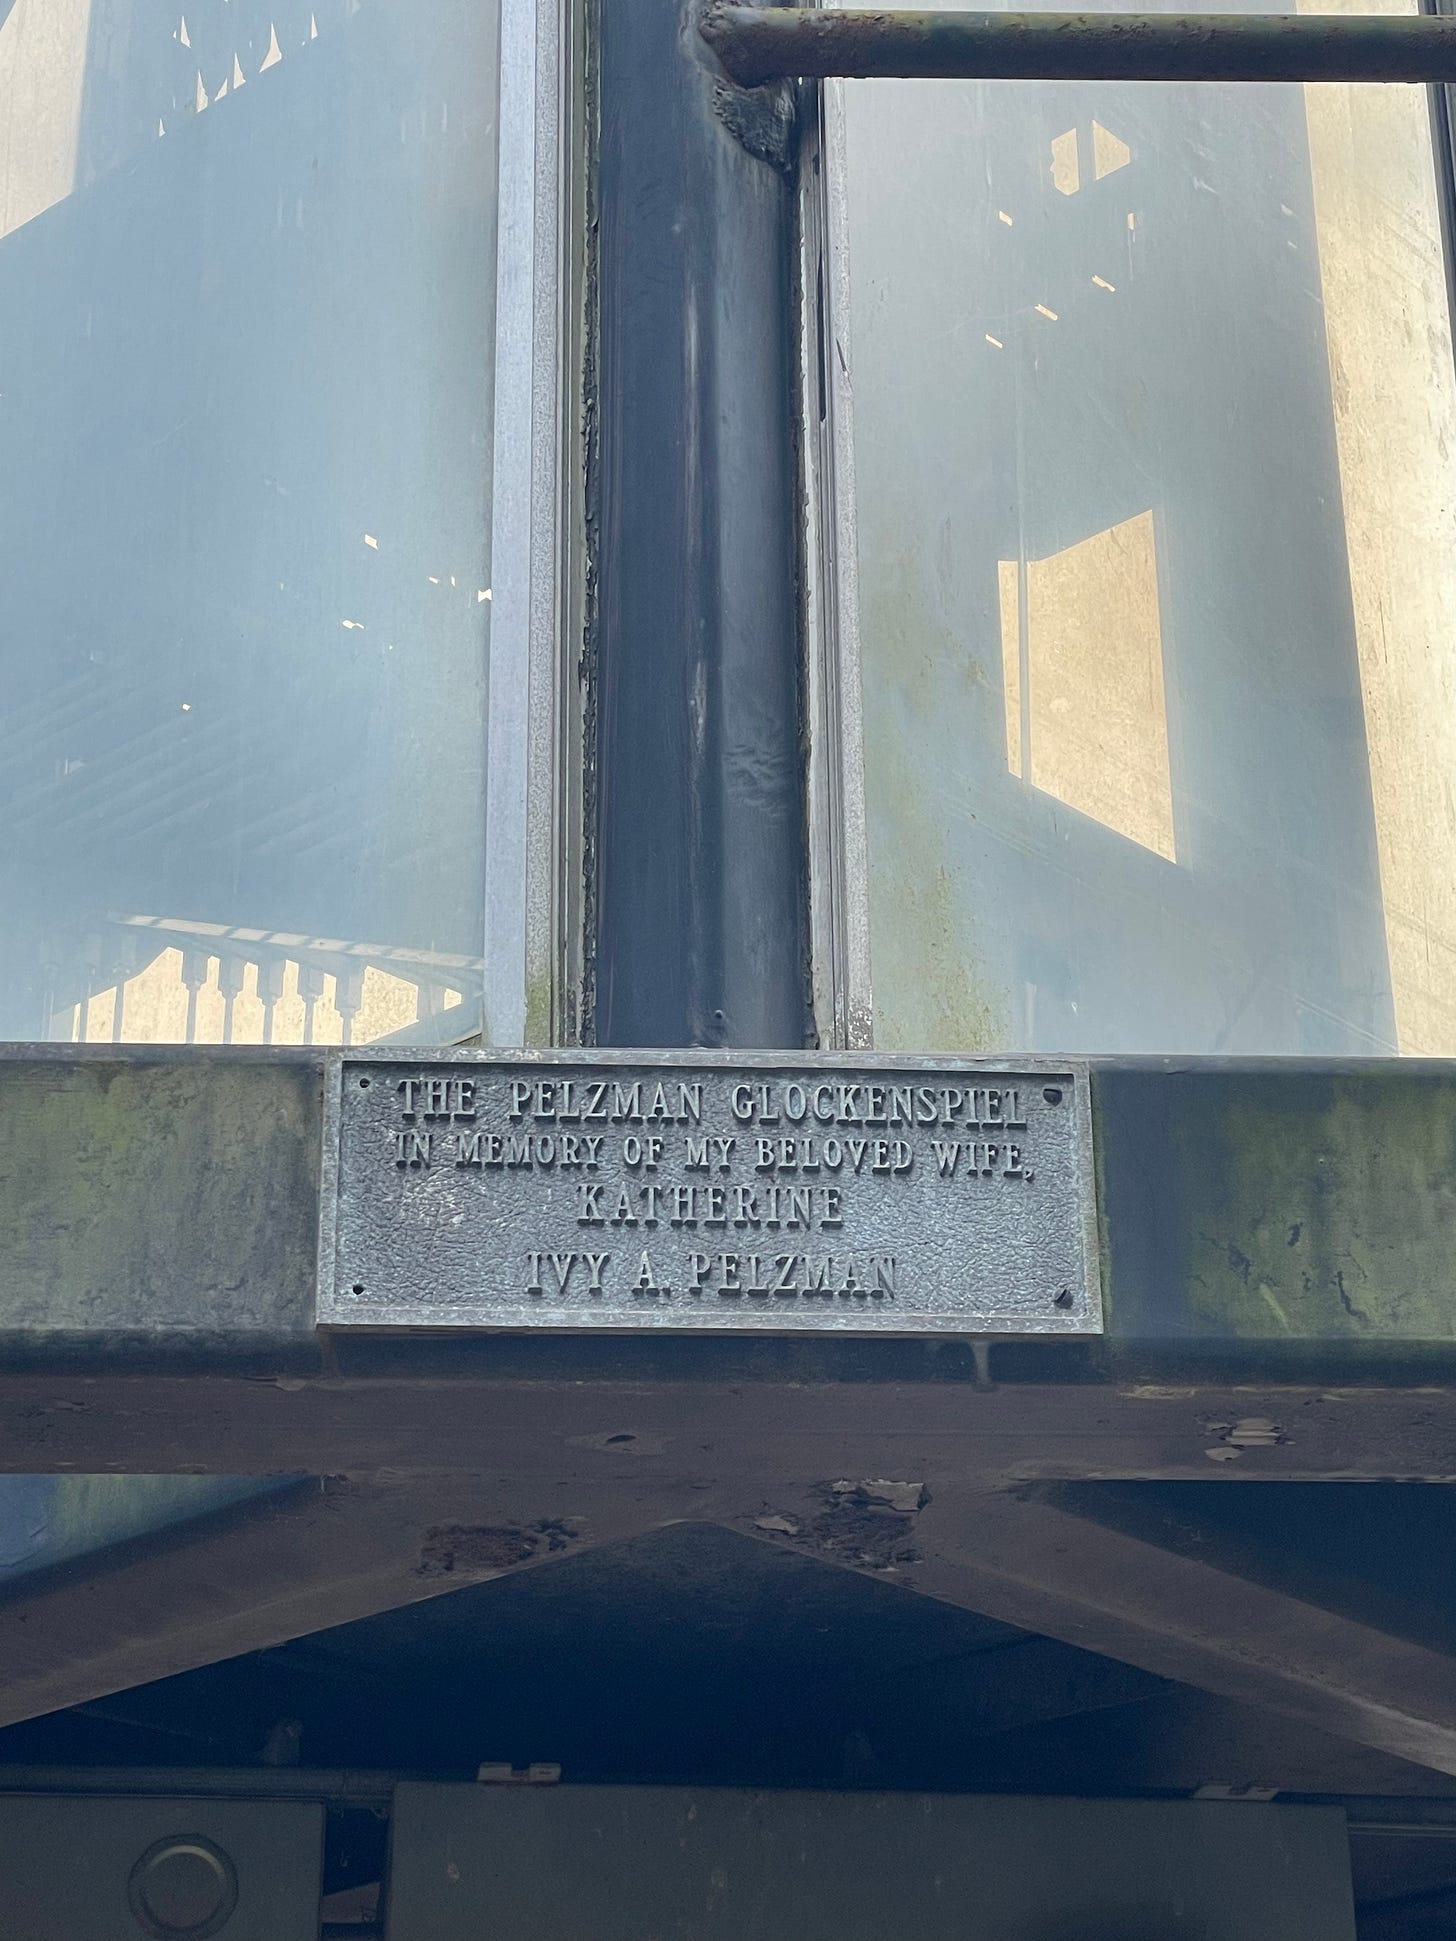 THE PELZMAN GLOCKENSPIEL
IN MEMORY OF MY BELOVED WIFE,
KATHERINE
IVY A. PELZMAN